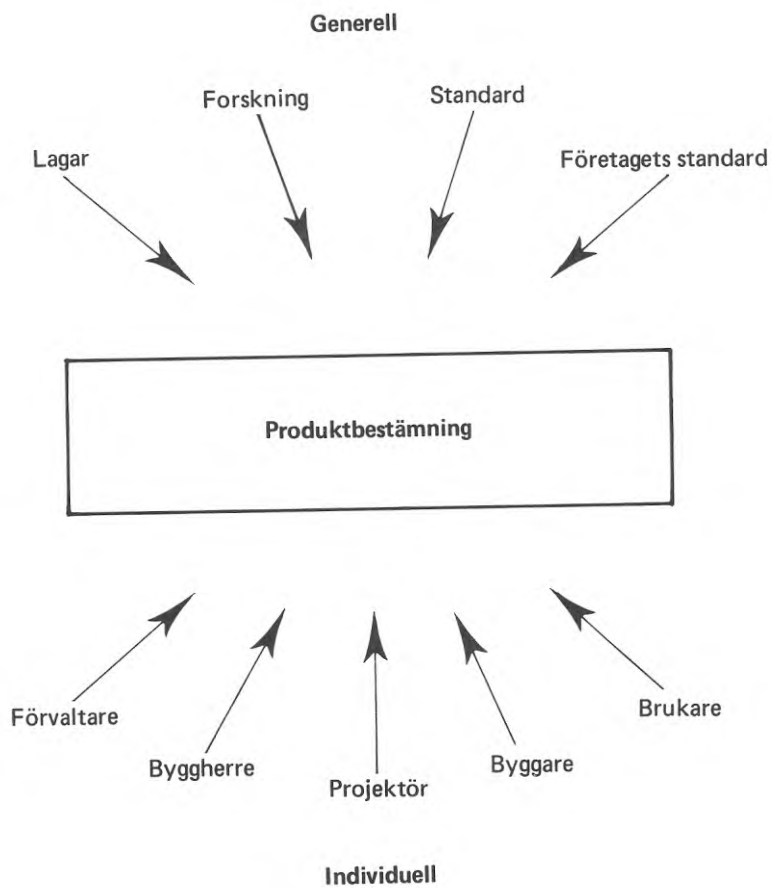 Generell
Forskning
Standard
Lagar
Företagets standard
Produktbestämning
Förvaltare
Brukare
Byggherre
Byggare
Projektör
Individuell